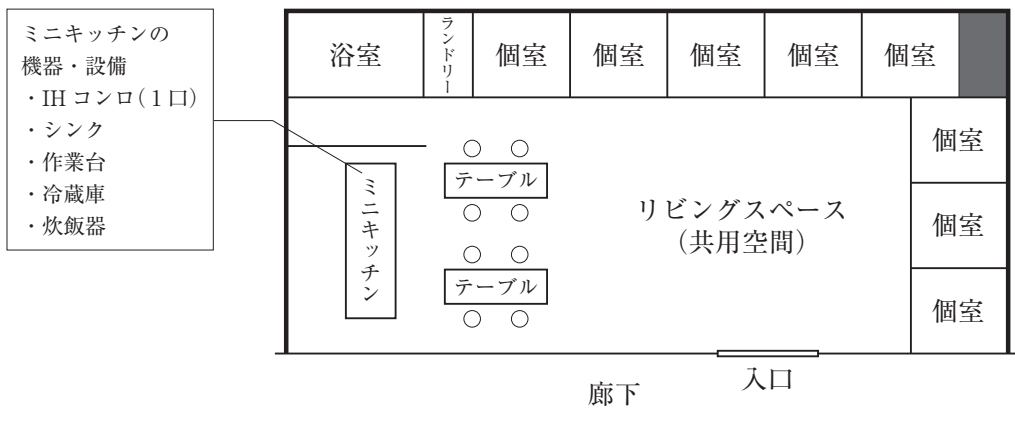 ミニキッチンの
機器・設備
・IH コンロ(1口)
・シンク
・作業台
・冷蔵庫
・炊飯器
浴室
ランドリー
個室
個室
個室
個室
個室
個室
個室
個室
ミニキッチン
テーブル
テーブル
リビングスペース
(共用空間)
入口
廊下